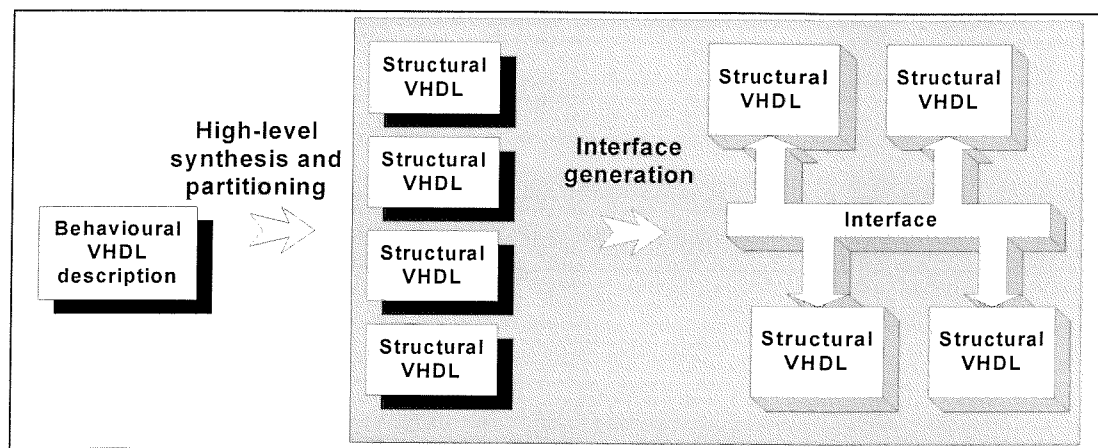 Behavioural
VHDL
description
High-level
synthesis and
partitioning
Structural
VHDL
Structural
VHDL
Structural
VHDL
Structural
VHDL
Interface
generation
Structural
VHDL
Structural
VHDL
Interface
Structural
VHDL
Structural
VHDL